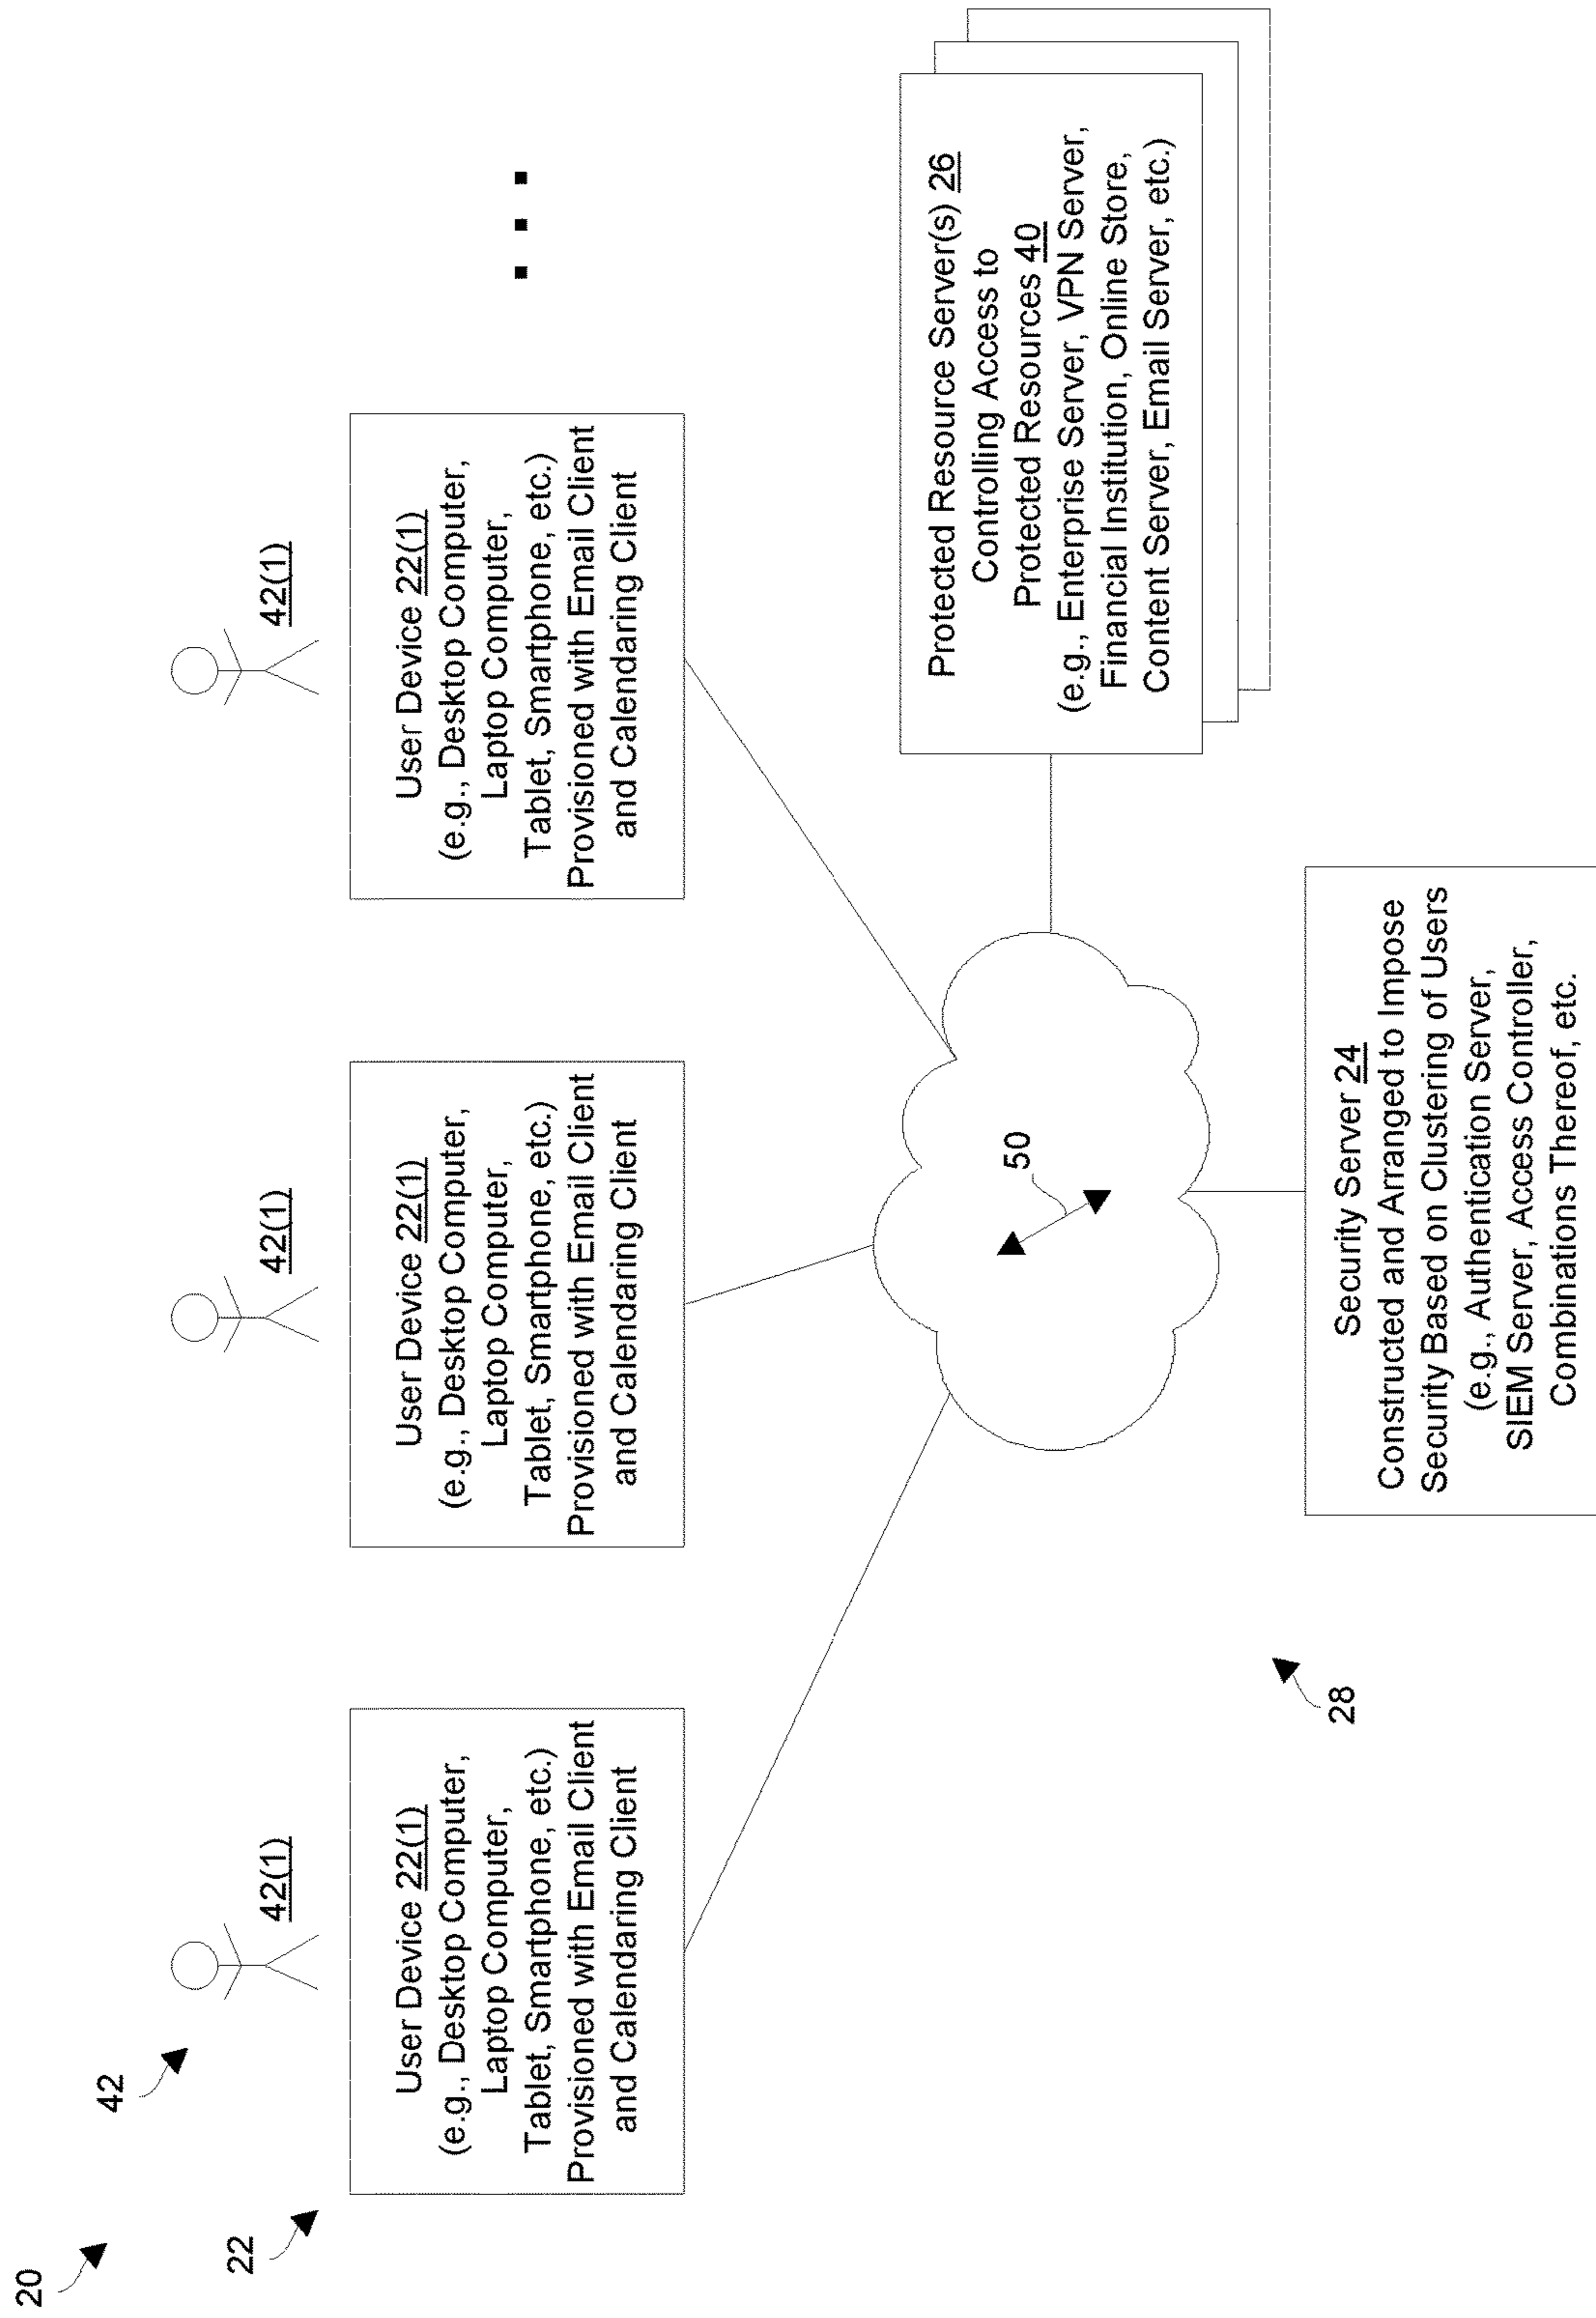 20
42
22
42(1)
42(1)
42(1)
User Device 22(1)
(e.g., Desktop Computer,
Laptop Computer,
Tablet, Smartphone, etc.)
Provisioned with Email Client
and Calendaring Client
User Device 22(1)
(e.g., Desktop Computer,
Laptop Computer,
Tablet, Smartphone, etc.)
Provisioned with Email Client
and Calendaring Client
User Device 22(1)
(e.g., Desktop Computer,
Laptop Computer,
Tablet, Smartphone, etc.)
Provisioned with Email Client
and Calendaring Client
50
Protected Resource Server(s) 26
Controlling Access to
Protected Resources 40
(e.g., Enterprise Server, VPN Server,
Financial Institution, Online Store,
Content Server, Email Server, etc.)
28
Security Server 24
Constructed and Arranged to Impose
Security Based on Clustering of Users
(e.g., Authentication Server,
SIEM Server, Access Controller,
Combinations Thereof, etc.